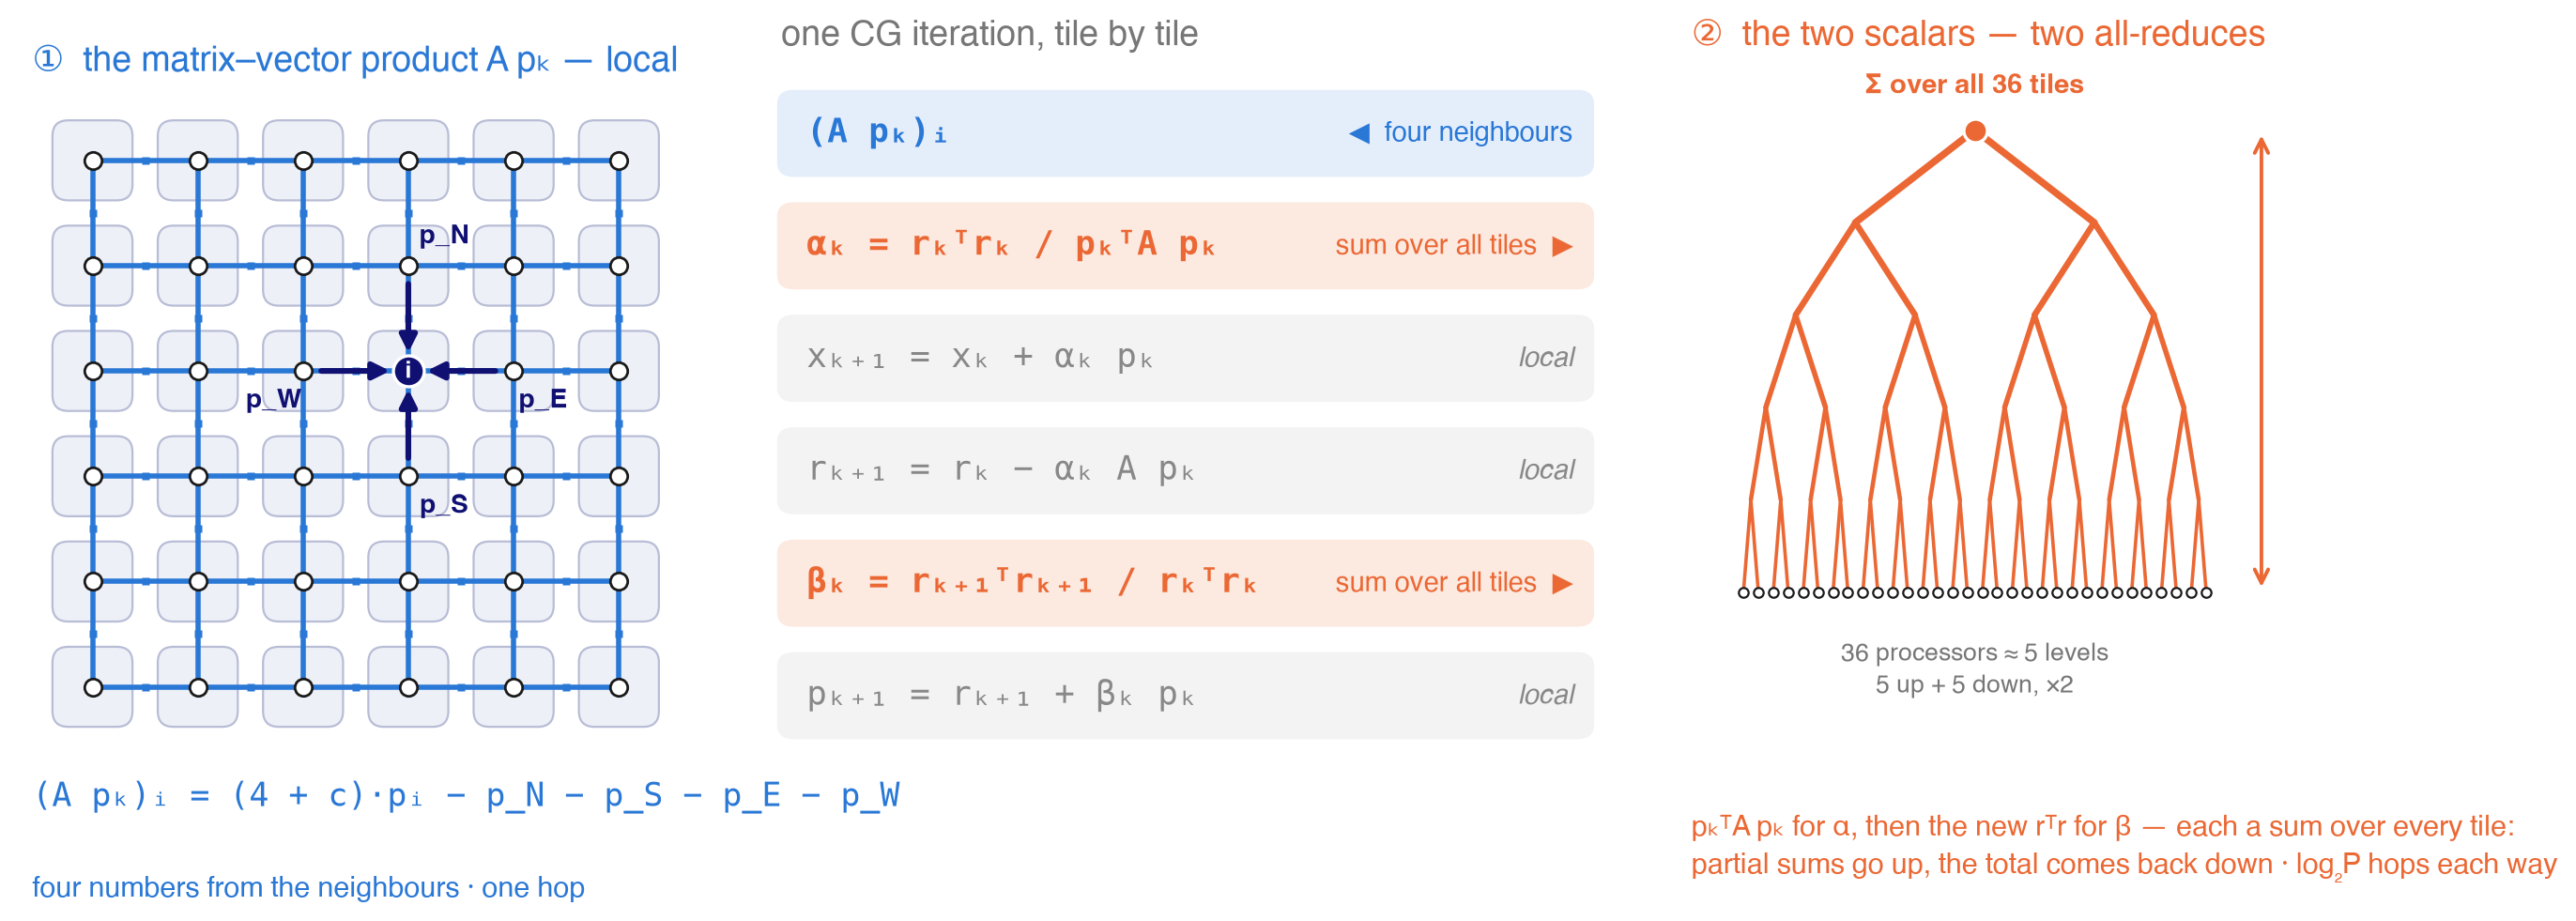 ① the matrix–vector product A pₖ — local
p_N
i
p_W
p_E
p_S
(A pₖ)ᵢ = (4 + c)·pᵢ − p_N − p_S − p_E − p_W
four numbers from the neighbours · one hop
one CG iteration, tile by tile
(A pₖ)ᵢ ◀ four neighbours
αₖ = rₖᵀrₖ / pₖᵀA pₖ sum over all tiles ▶
xₖ₊₁ = xₖ + αₖ pₖ local
rₖ₊₁ = rₖ − αₖ A pₖ local
βₖ = rₖ₊₁ᵀrₖ₊₁ / rₖᵀrₖ sum over all tiles ▶
pₖ₊₁ = rₖ₊₁ + βₖ pₖ local
② the two scalars — two all-reduces
Σ over all 36 tiles
36 processors ≈ 5 levels
5 up + 5 down, ×2
pₖᵀA pₖ for α, then the new rᵀr for β — each a sum over every tile:
partial sums go up, the total comes back down · log₂P hops each way